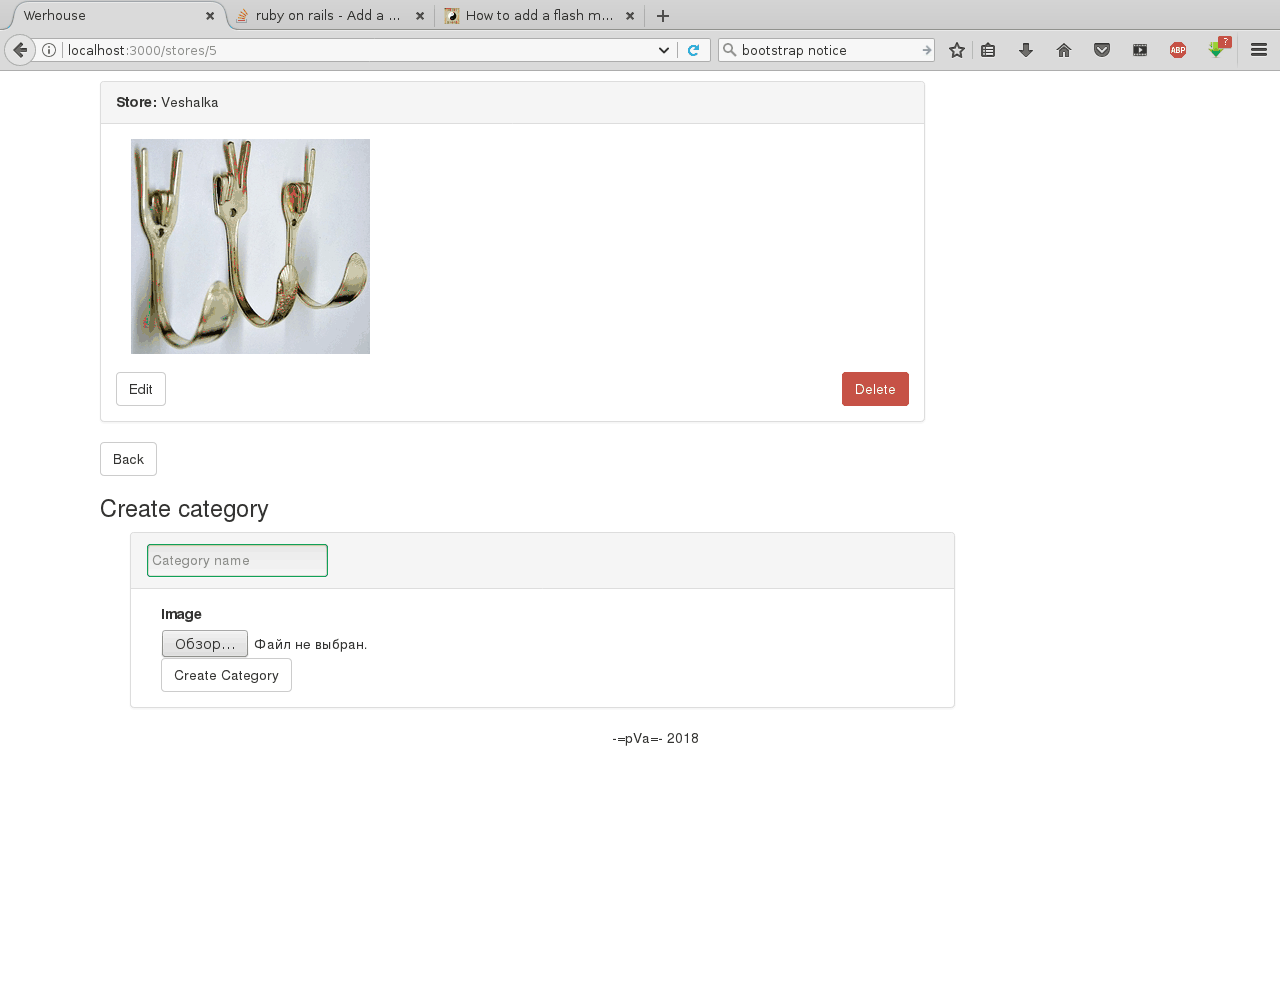 Werhouse
ruby on rails - Add a ...
How to add a flash m...
localhost:3000/stores/5
bootstrap notice
ABP
?
Store: Veshalka
Edit
Delete
Back
Create category
Category name
Image
Обзор...
Файл не выбран.
Create Category
-=pVa=- 2018